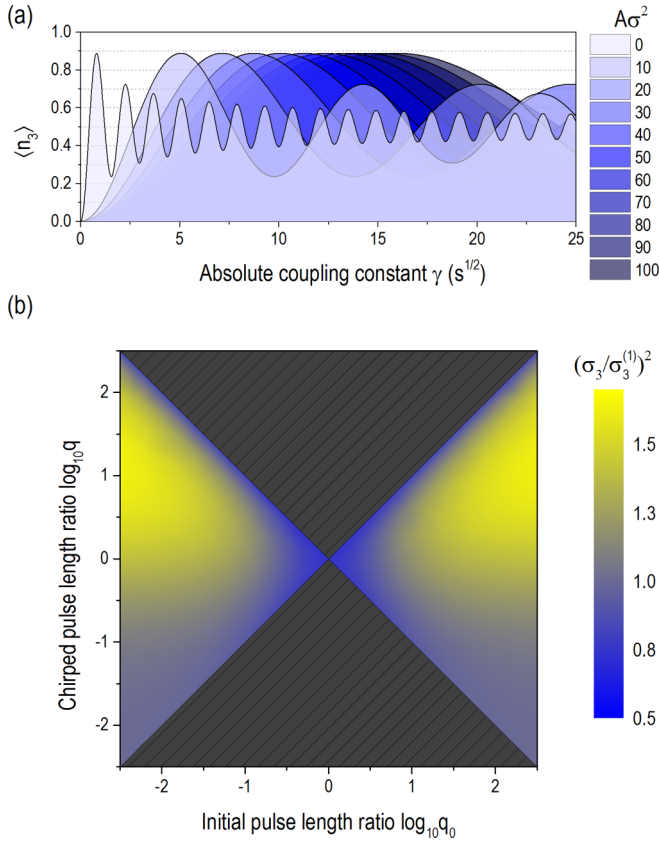 (a)
Aσ²
1.0
0.8
0.6
0.4
0.2
0.0
⟨n₃⟩
0 5 10 15 20 25
Absolute coupling constant γ (s^1/2)
0
10
20
30
40
50
60
70
80
90
100
(b)
(σ₃/σ₃⁽¹⁾)²
2
1
0
-1
-2
Chirped pulse length ratio log₁₀q
-2 -1 0 1 2
Initial pulse length ratio log₁₀q₀
1.5
1.3
1.0
0.8
0.5